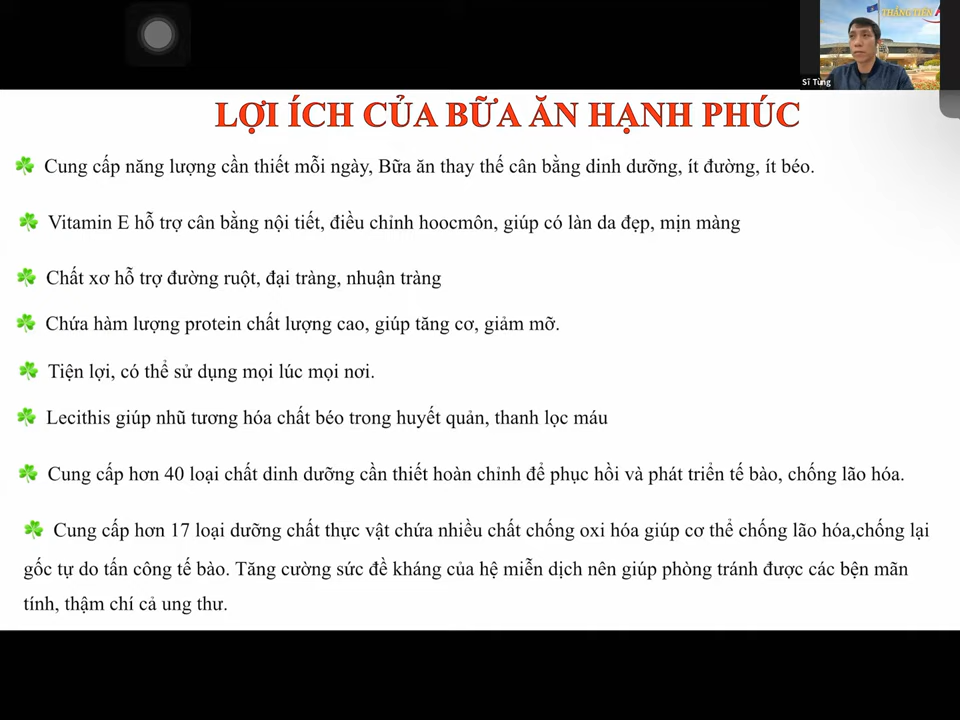 THẮNG TIẾN
Sĩ Tùng
LỢI ÍCH CỦA BỮA ĂN HẠNH PHÚC
Cung cấp năng lượng cần thiết mỗi ngày, Bữa ăn thay thế cân bằng dinh dưỡng, ít đường, ít béo.
Vitamin E hỗ trợ cân bằng nội tiết, điều chỉnh hoocmôn, giúp có làn da đẹp, mịn màng
Chất xơ hỗ trợ đường ruột, đại tràng, nhuận tràng
Chứa hàm lượng protein chất lượng cao, giúp tăng cơ, giảm mỡ.
Tiện lợi, có thể sử dụng mọi lúc mọi nơi.
Lecithis giúp nhũ tương hóa chất béo trong huyết quản, thanh lọc máu
Cung cấp hơn 40 loại chất dinh dưỡng cần thiết hoàn chỉnh để phục hồi và phát triển tế bào, chống lão hóa.
Cung cấp hơn 17 loại dưỡng chất thực vật chứa nhiều chất chống oxi hóa giúp cơ thể chống lão hóa,chống lại
gốc tự do tấn công tế bào. Tăng cường sức đề kháng của hệ miễn dịch nên giúp phòng tránh được các bện mãn
tính, thậm chí cả ung thư.